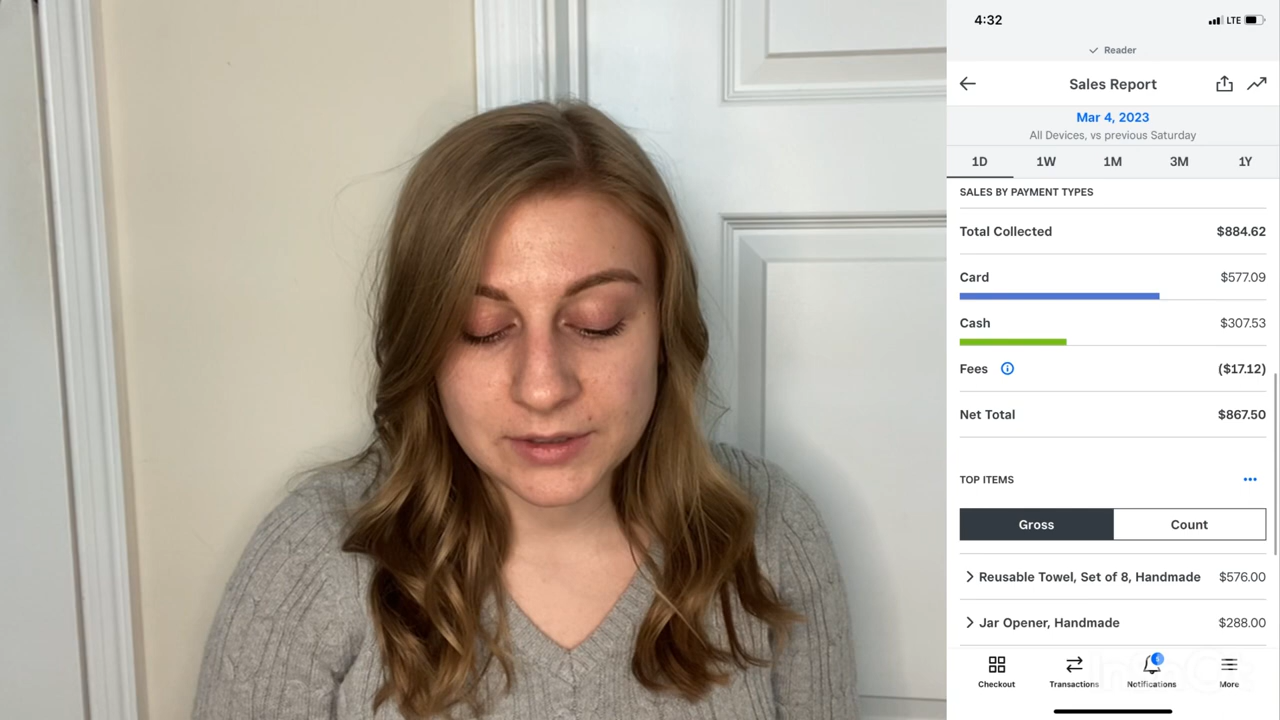 4:32
LTE
Reader
Sales Report
Mar 4, 2023
All Devices, vs previous Saturday
1D 1W 1M 3M 1Y
SALES BY PAYMENT TYPES
Total Collected $884.62
Card $577.09
Cash $307.53
Fees ($17.12)
Net Total $867.50
TOP ITEMS
Gross Count
Reusable Towel, Set of 8, Handmade $576.00
Jar Opener, Handmade $288.00
Checkout Transactions Notifications More